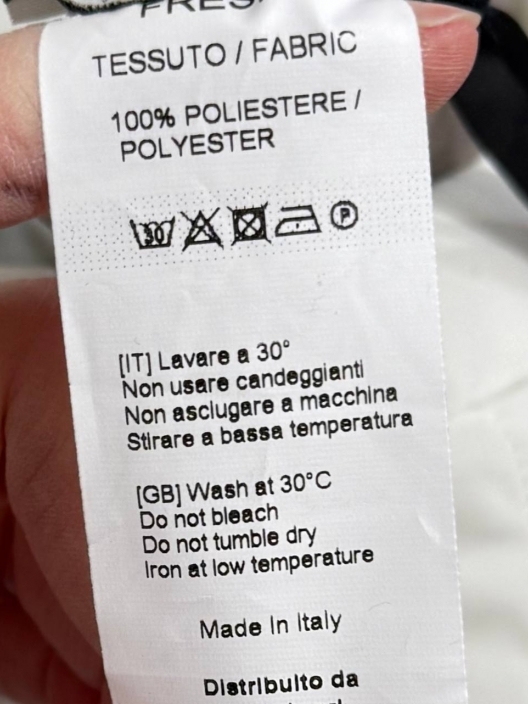 TESSUTO / FABRIC
100% POLIESTERE /
POLYESTER
30 P
[IT] Lavare a 30°
Non usare candeggianti
Non asciugare a macchina
Stirare a bassa temperatura
[GB] Wash at 30°C
Do not bleach
Do not tumble dry
Iron at low temperature
Made in Italy
Distribuito da